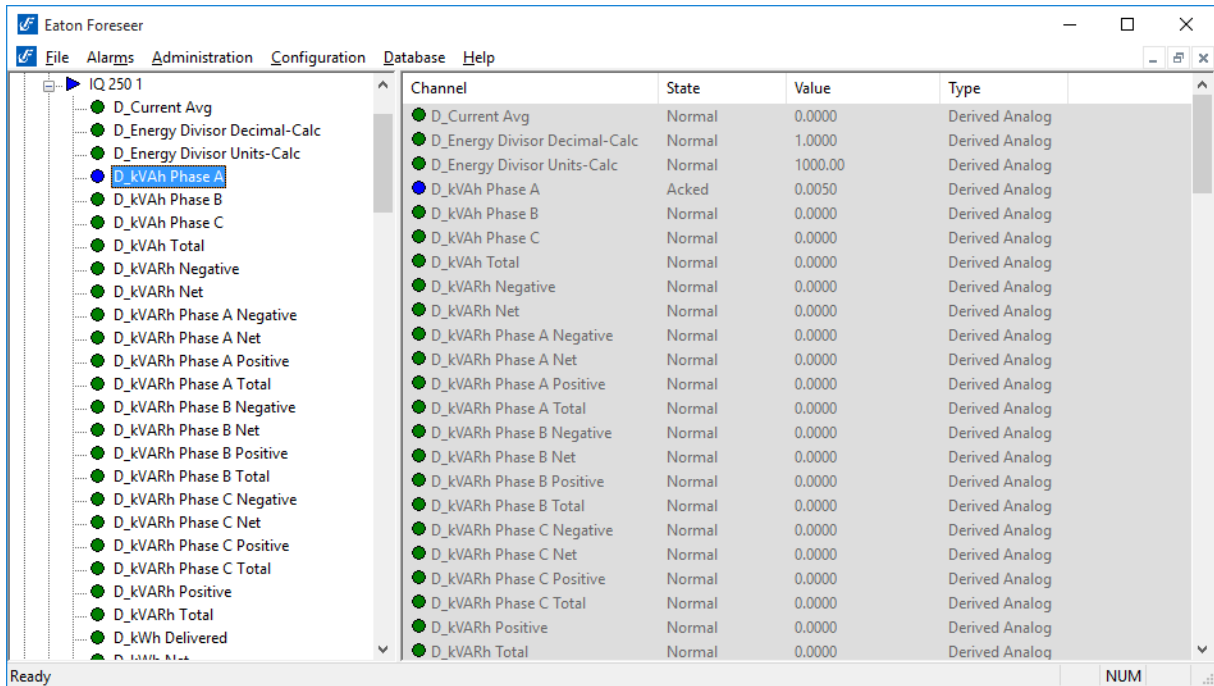 Eaton Foreseer
File Alarms Administration Configuration Database Help
IQ 250 1
D_Current Avg
D_Energy Divisor Decimal-Calc
D_Energy Divisor Units-Calc
D_kVAh Phase A
D_kVAh Phase B
D_kVAh Phase C
D_kVAh Total
D_kVARh Negative
D_kVARh Net
D_kVARh Phase A Negative
D_kVARh Phase A Net
D_kVARh Phase A Positive
D_kVARh Phase A Total
D_kVARh Phase B Negative
D_kVARh Phase B Net
D_kVARh Phase B Positive
D_kVARh Phase B Total
D_kVARh Phase C Negative
D_kVARh Phase C Net
D_kVARh Phase C Positive
D_kVARh Phase C Total
D_kVARh Positive
D_kVARh Total
D_kWh Delivered
D_kWh Net
Channel State Value Type
D_Current Avg Normal 0.0000 Derived Analog
D_Energy Divisor Decimal-Calc Normal 1.0000 Derived Analog
D_Energy Divisor Units-Calc Normal 1000.00 Derived Analog
D_kVAh Phase A Acked 0.0050 Derived Analog
D_kVAh Phase B Normal 0.0000 Derived Analog
D_kVAh Phase C Normal 0.0000 Derived Analog
D_kVAh Total Normal 0.0000 Derived Analog
D_kVARh Negative Normal 0.0000 Derived Analog
D_kVARh Net Normal 0.0000 Derived Analog
D_kVARh Phase A Negative Normal 0.0000 Derived Analog
D_kVARh Phase A Net Normal 0.0000 Derived Analog
D_kVARh Phase A Positive Normal 0.0000 Derived Analog
D_kVARh Phase A Total Normal 0.0000 Derived Analog
D_kVARh Phase B Negative Normal 0.0000 Derived Analog
D_kVARh Phase B Net Normal 0.0000 Derived Analog
D_kVARh Phase B Positive Normal 0.0000 Derived Analog
D_kVARh Phase B Total Normal 0.0000 Derived Analog
D_kVARh Phase C Negative Normal 0.0000 Derived Analog
D_kVARh Phase C Net Normal 0.0000 Derived Analog
D_kVARh Phase C Positive Normal 0.0000 Derived Analog
D_kVARh Phase C Total Normal 0.0000 Derived Analog
D_kVARh Positive Normal 0.0000 Derived Analog
D_kVARh Total Normal 0.0000 Derived Analog
Ready NUM